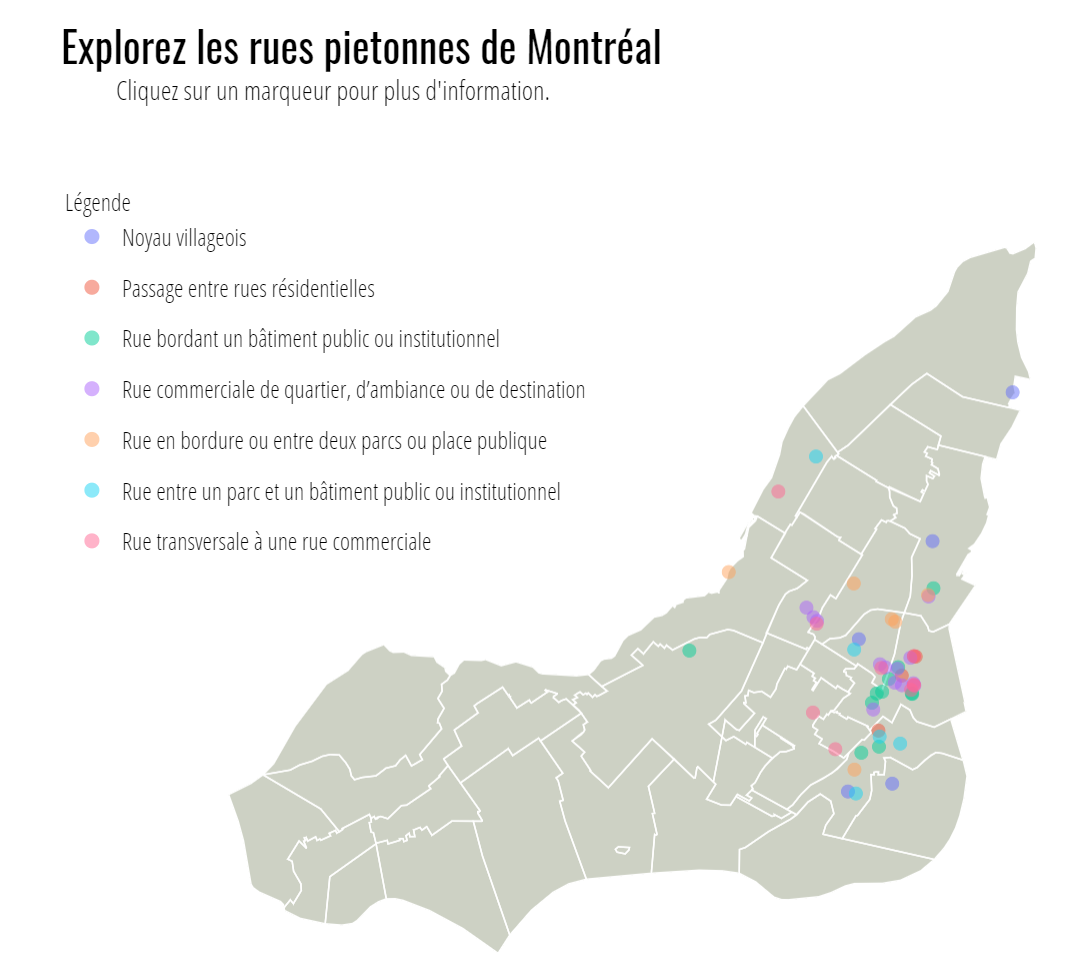 Explorez les rues pietonnes de Montréal
Cliquez sur un marqueur pour plus d'information.
Légende
Noyau villageois
Passage entre rues résidentielles
Rue bordant un bâtiment public ou institutionnel
Rue commerciale de quartier, d’ambiance ou de destination
Rue en bordure ou entre deux parcs ou place publique
Rue entre un parc et un bâtiment public ou institutionnel
Rue transversale à une rue commerciale